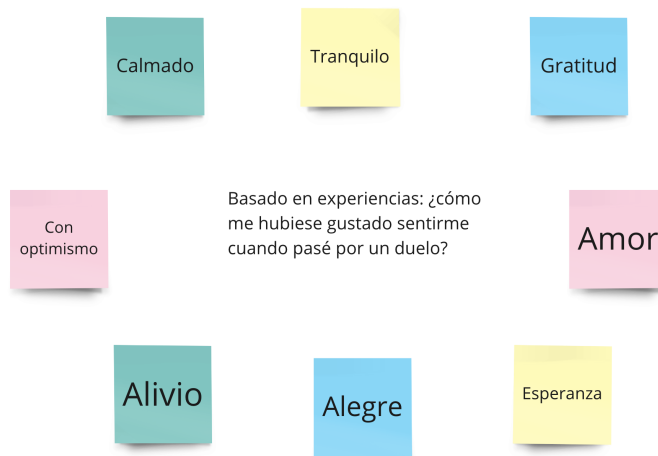 Calmado
Tranquilo
Gratitud
Con
optimismo
Basado en experiencias: ¿cómo
me hubiese gustado sentirme
cuando pasé por un duelo?
Amor
Alivio
Alegre
Esperanza